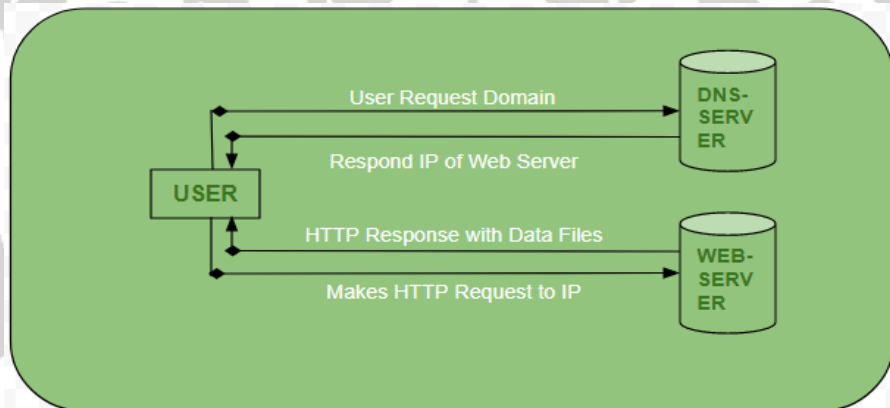 User Request Domain
DNS-
SERV
ER
Respond IP of Web Server
USER
HTTP Response with Data Files
WEB-
SERV
ER
Makes HTTP Request to IP